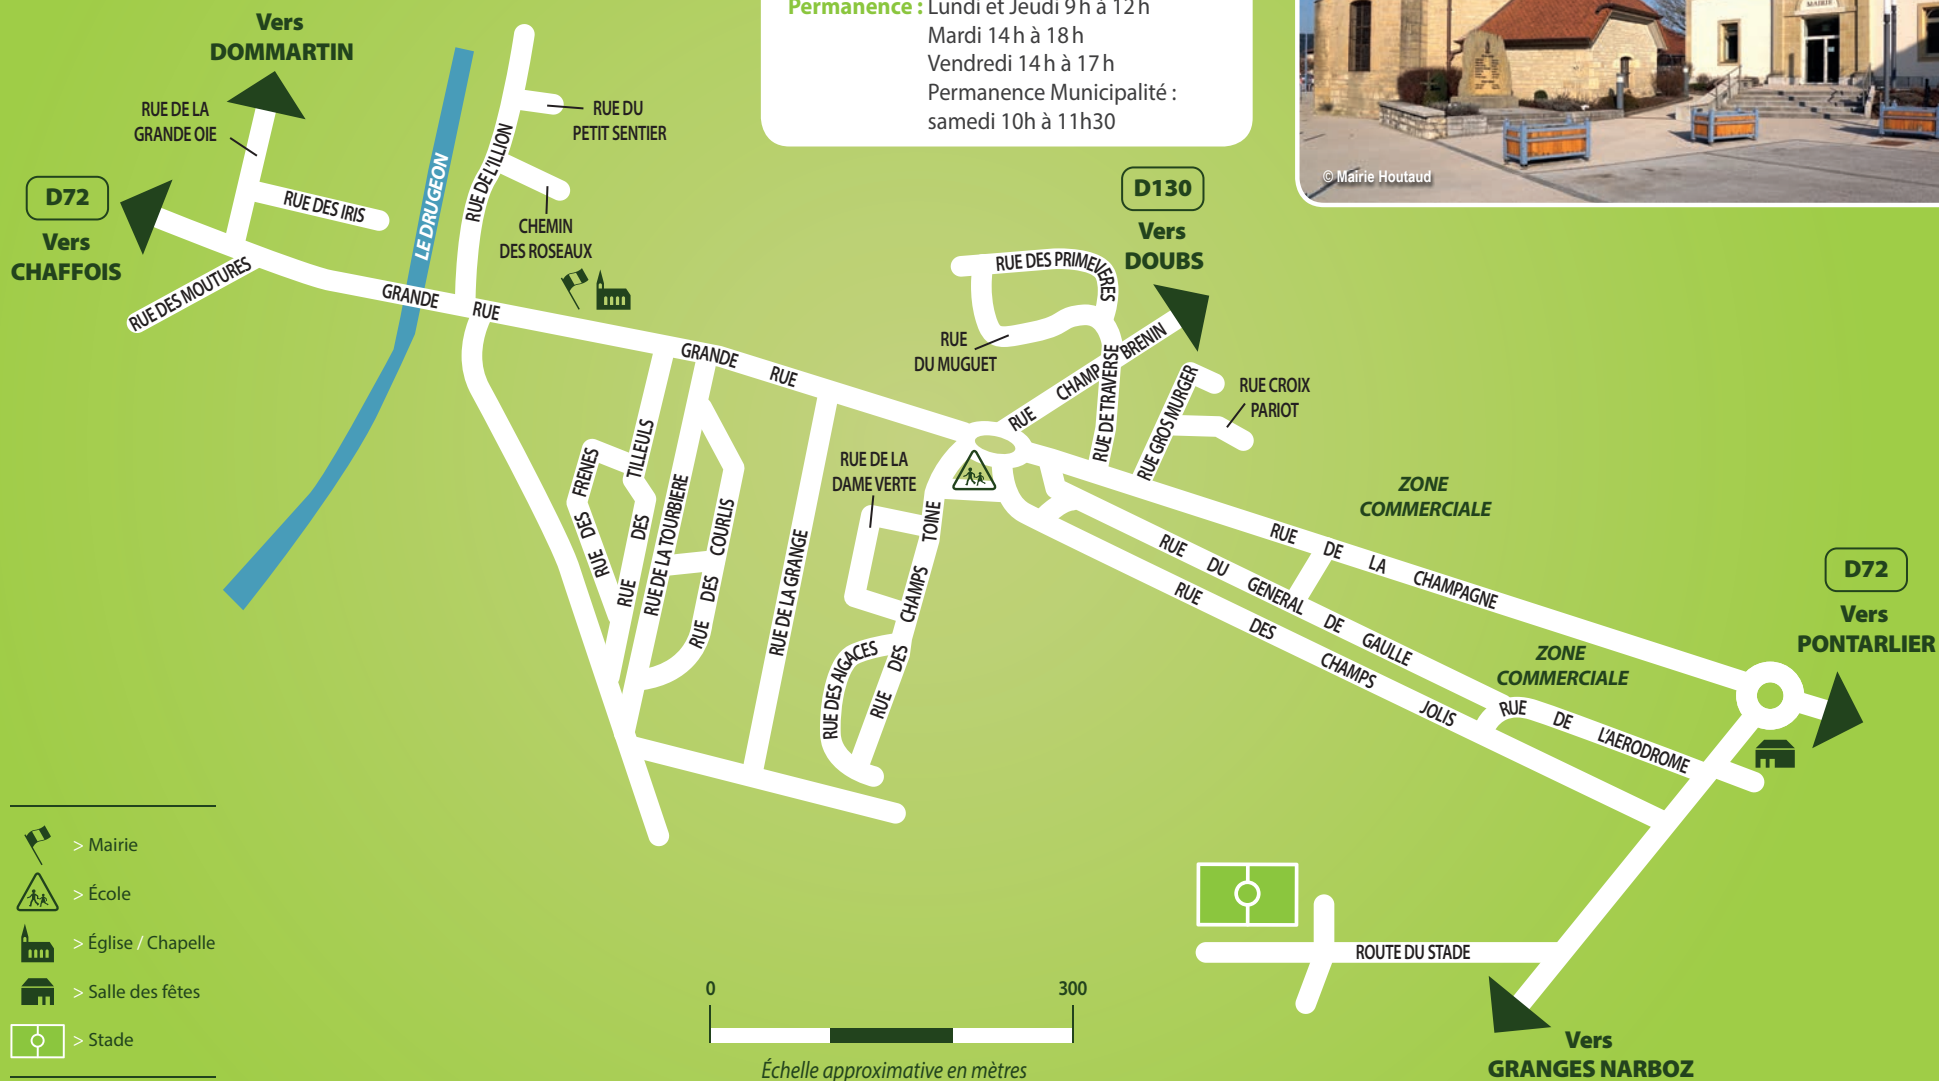 Permanence : Lundi et Jeudi 9 h à 12 h
Mardi 14 h à 18 h
Vendredi 14 h à 17 h
Permanence Municipalité :
samedi 10h à 11h30
MAIRIE
© Mairie Houtaud
Vers
DOMMARTIN
RUE DE LA
GRANDE OIE
D72
Vers
CHAFFOIS
RUE DES IRIS
RUE DES MOUTURES
LE DRUGEON
RUE DE L'ILLION
RUE DU
PETIT SENTIER
CHEMIN
DES ROSEAUX
GRANDE RUE
GRANDE RUE
D130
Vers
DOUBS
RUE DES PRIMEVERES
RUE
DU MUGUET
RUE CHAMP BRENIN
RUE DE TRAVERSE
RUE GROS MURGER
RUE CROIX
PARIOT
RUE DES FRENES
RUE DES TILLEULS
RUE DE LA TOURBIERE
RUE DES COURLIS
RUE DE LA GRANGE
RUE DE LA
DAME VERTE
RUE DES CHAMPS TOINE
RUE DES AIGACES
ZONE
COMMERCIALE
RUE DE LA CHAMPAGNE
RUE DU GENERAL DE GAULLE
RUE DES CHAMPS JOLIS
ZONE
COMMERCIALE
RUE DE L'AERODROME
D72
Vers
PONTARLIER
ROUTE DU STADE
Vers
GRANGES NARBOZ
> Mairie
> École
> Église / Chapelle
> Salle des fêtes
> Stade
0 300
Échelle approximative en mètres